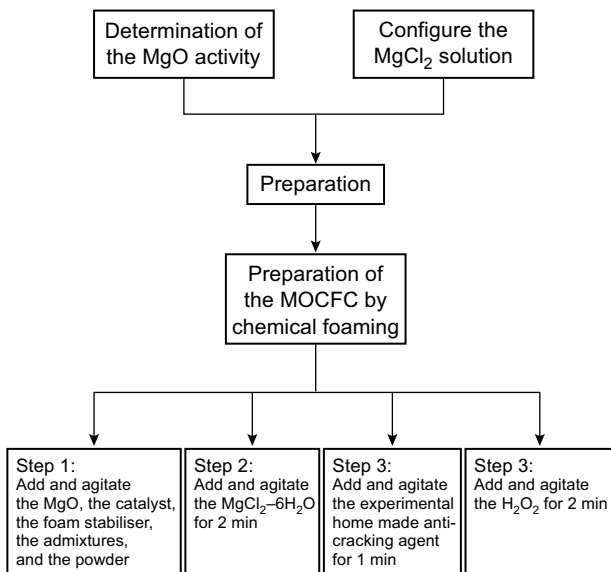 Determination of
the MgO activity
Configure the
MgCl₂ solution
Preparation
Preparation of
the MOCFC by
chemical foaming
Step 1:
Add and agitate
the MgO, the catalyst,
the foam stabiliser,
the admixtures,
and the powder
Step 2:
Add and agitate
the MgCl₂–6H₂O
for 2 min
Step 3:
Add and agitate
the experimental
home made anti-
cracking agent
for 1 min
Step 3:
Add and agitate
the H₂O₂ for 2 min